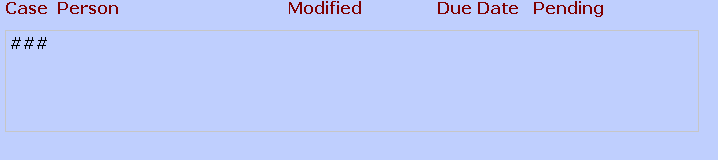 Case Person Modified Due Date Pending
###